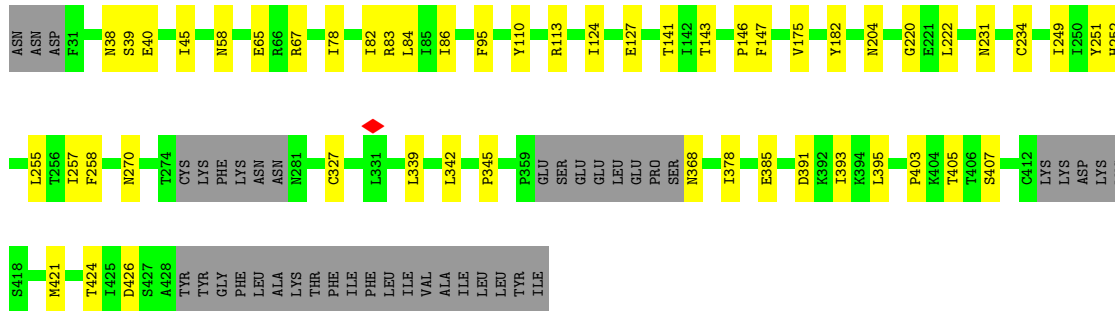 ASN ASN ASP F31 N38 S39 E40 I45 N58 E65 R66 R67 I78 I82 R83 L84 I85 I86 F95 Y110 R113 I124 E127 T141 I142 T143 P146 F147 V175 Y182 N204 G220 E221 L222 N231 C234 I249 I250 Y251
L255 T256 I257 F258 N270 T274 CYS LYS PHE LYS ASN ASN N281 C327 L331 L339 L342 P345 P359 GLU SER GLU GLU LEU GLU PRO SER N368 I378 E385 D391 K392 I393 K394 L395 P403 K404 T405 T406 S407 C412 LYS LYS ASP LYS
S418 M421 T424 I425 D426 S427 A428 TYR TYR GLY PHE LEU ALA LYS THR PHE ILE PHE LEU ILE VAL ALA ILE LEU LEU TYR ILE